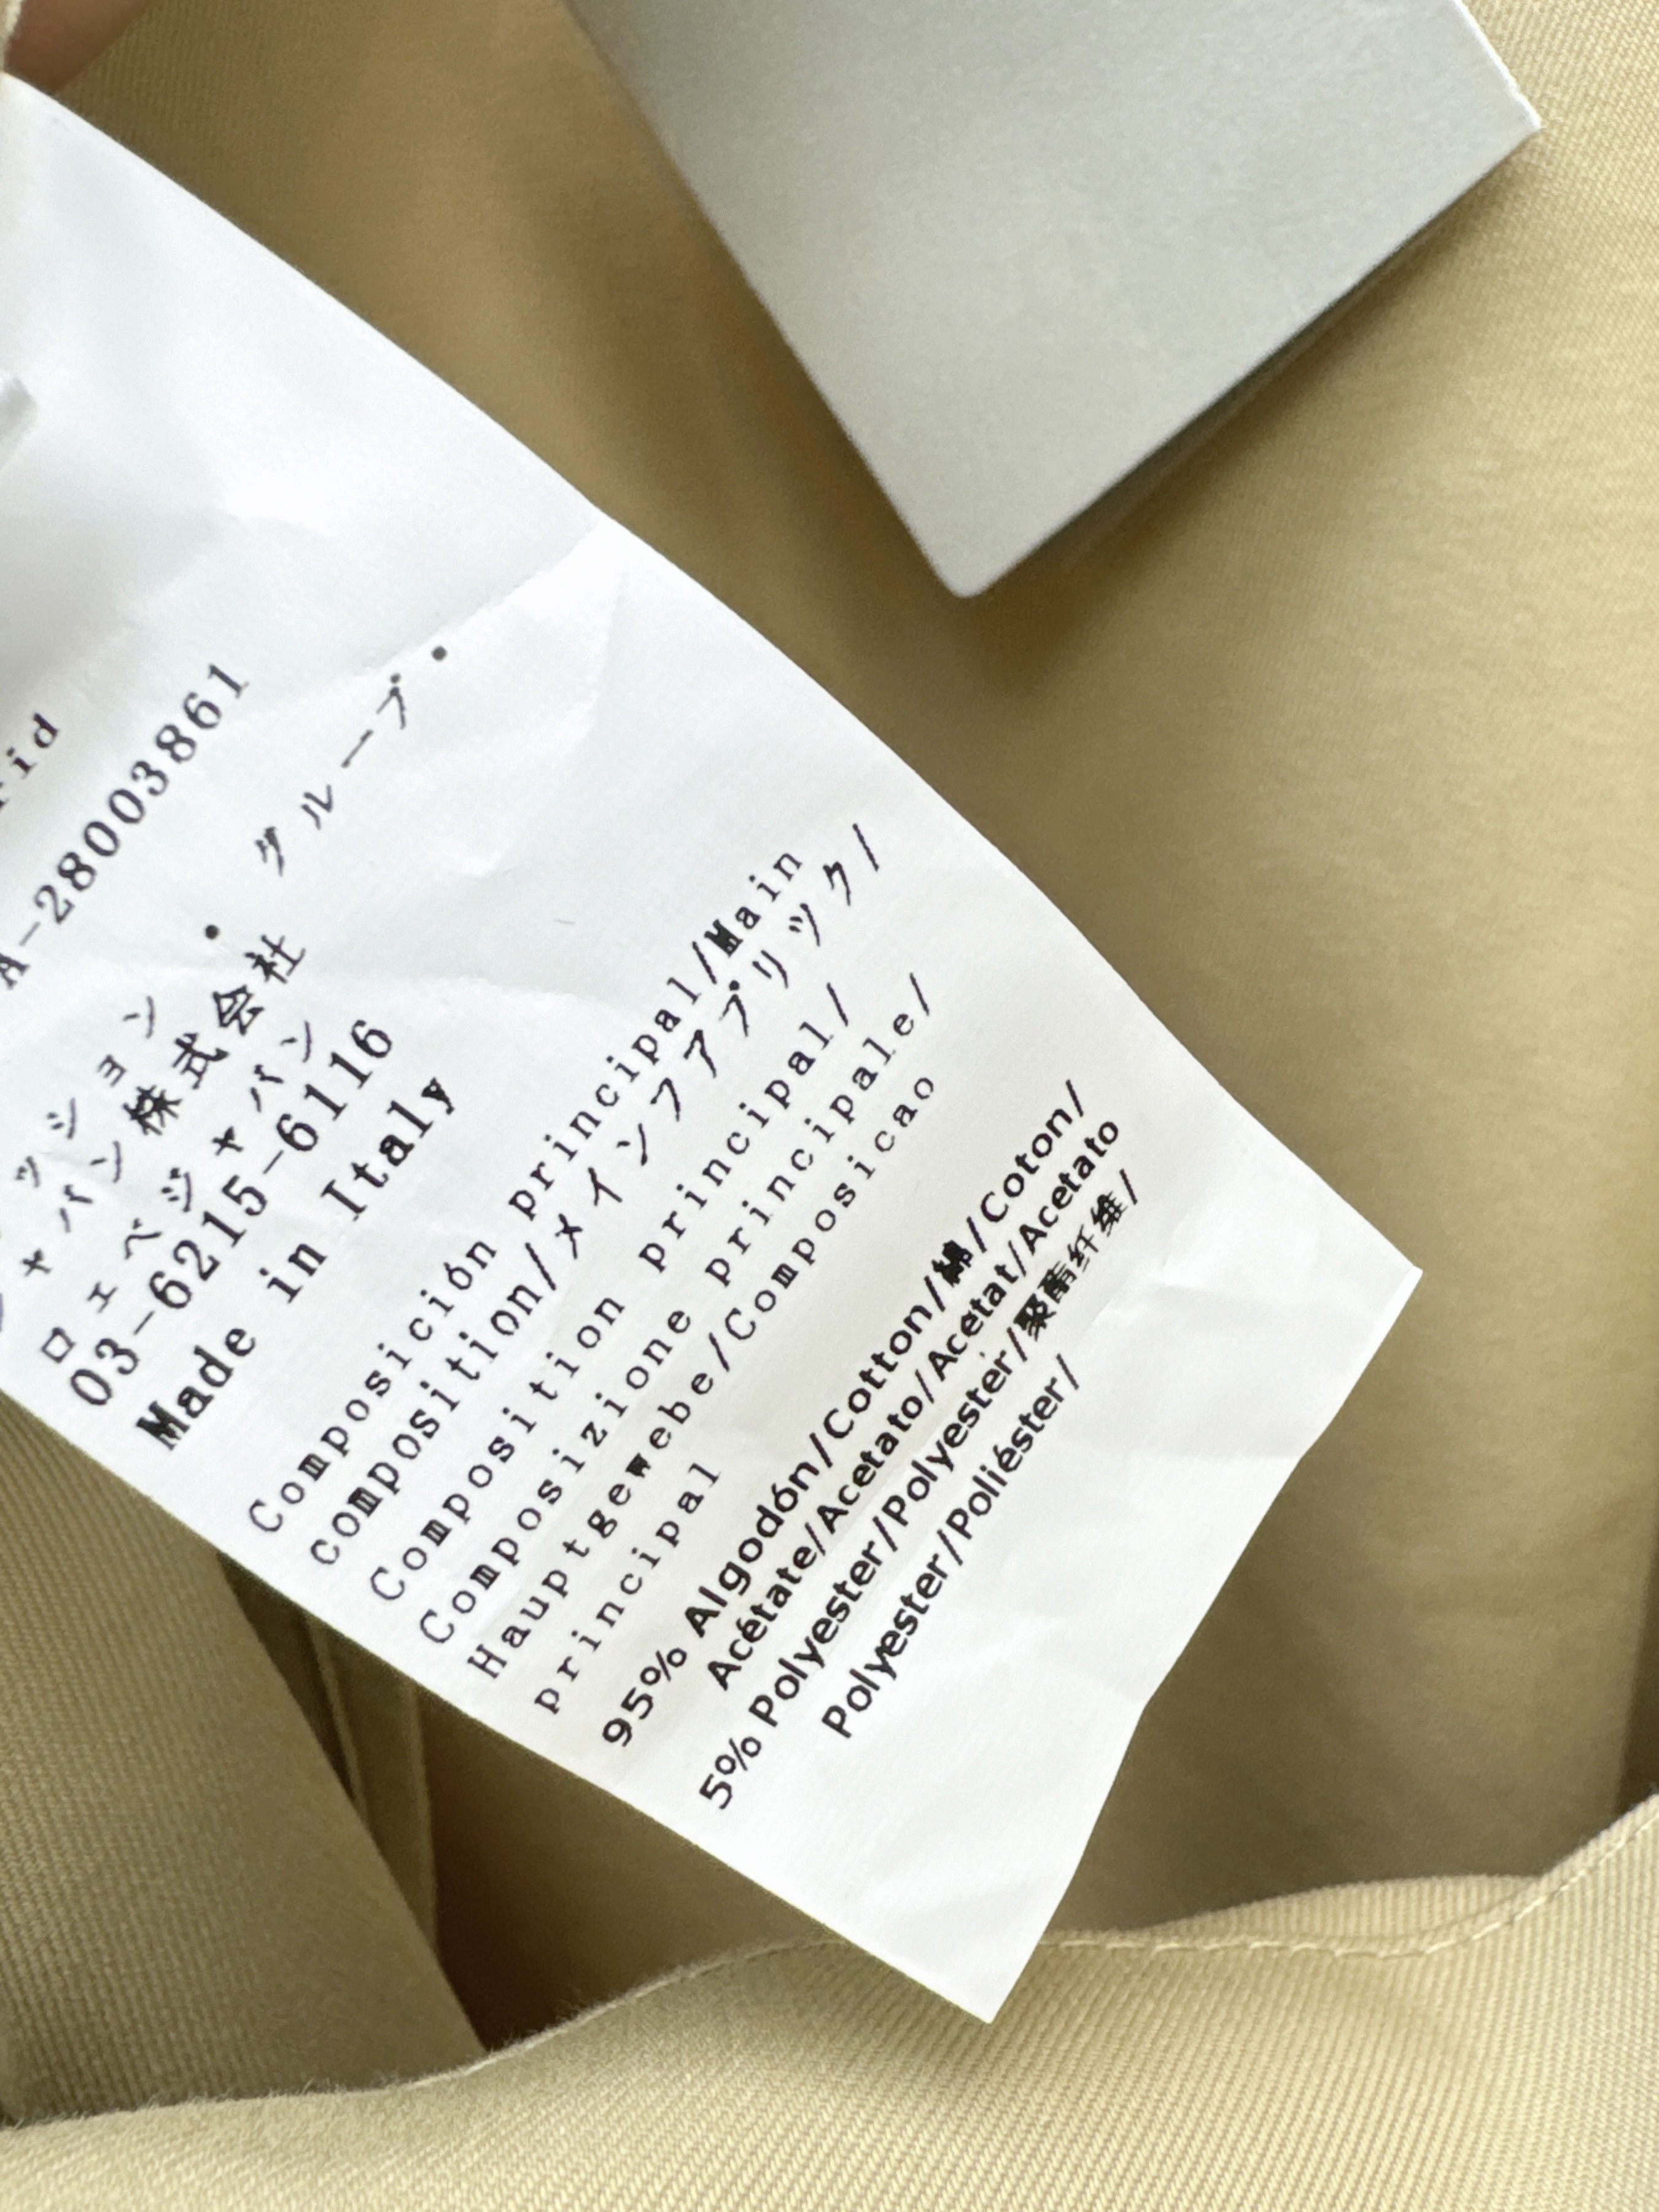 A-28003861
グループ・
ッション・
ャパン株式会社
ロエベジャパン
03-6215-6116
Made in Italy
Composición principal/Main
composition/メインファブリック/
Composition principal/
Composizione principale/
Hauptgewebe/Composicao
principal
95% Algodón/Cotton/綿/Coton/
Acétate/Acetato/Acetat/Acetato
5% Polyester/Polyester/聚酯纤维/
Polyester/Poliéster/